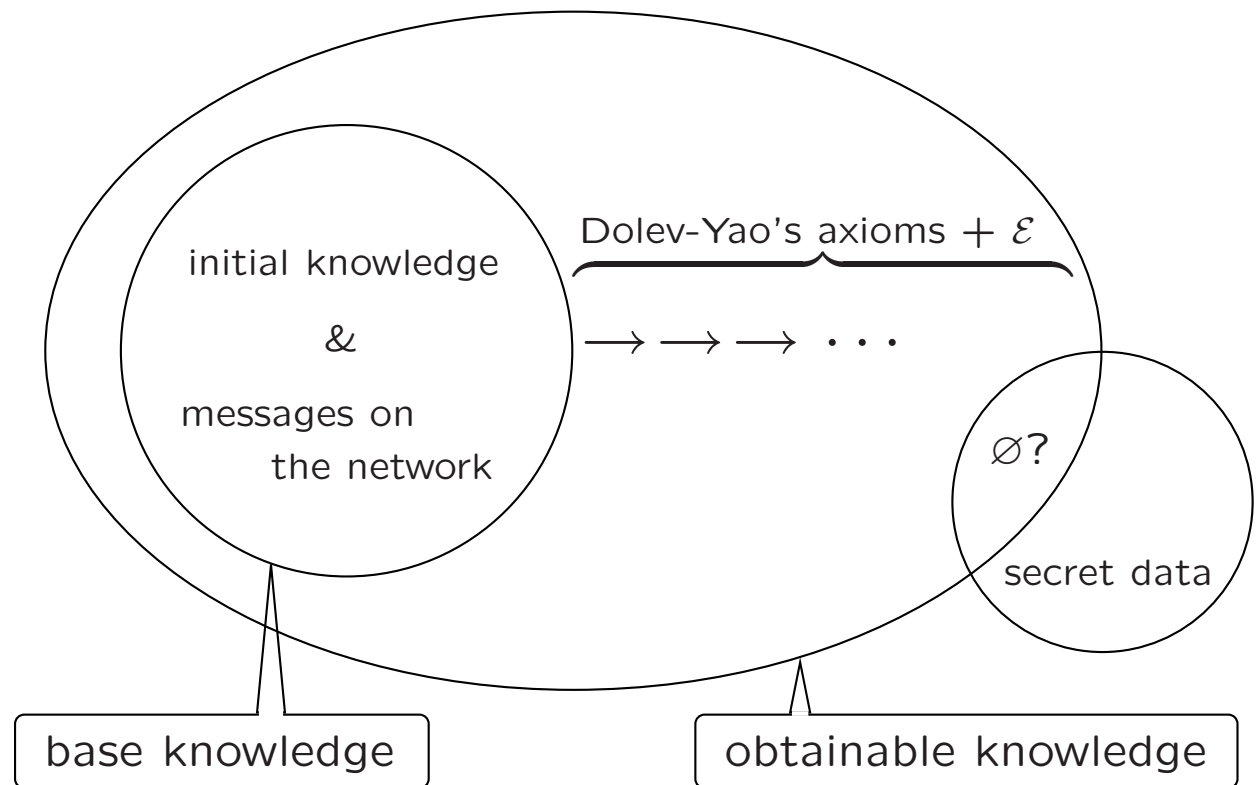 Dolev-Yao's axioms + ℰ
initial knowledge
&
messages on
the network
→ → → · · ·
∅?
secret data
base knowledge
obtainable knowledge